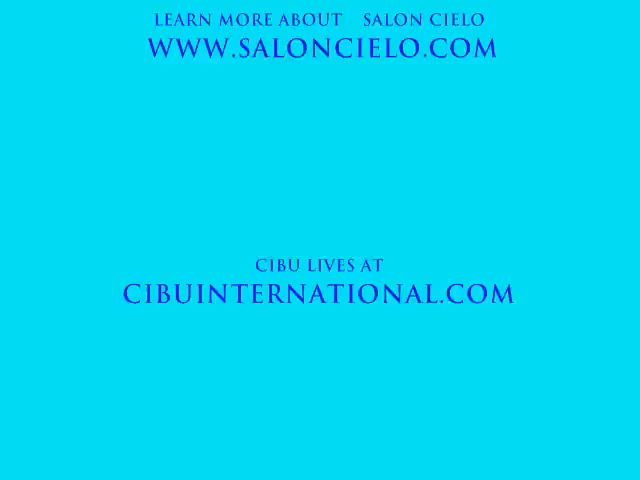 LEARN MORE ABOUT SALON CIELO
WWW.SALONCIELO.COM
CIBU LIVES AT
CIBUINTERNATIONAL.COM